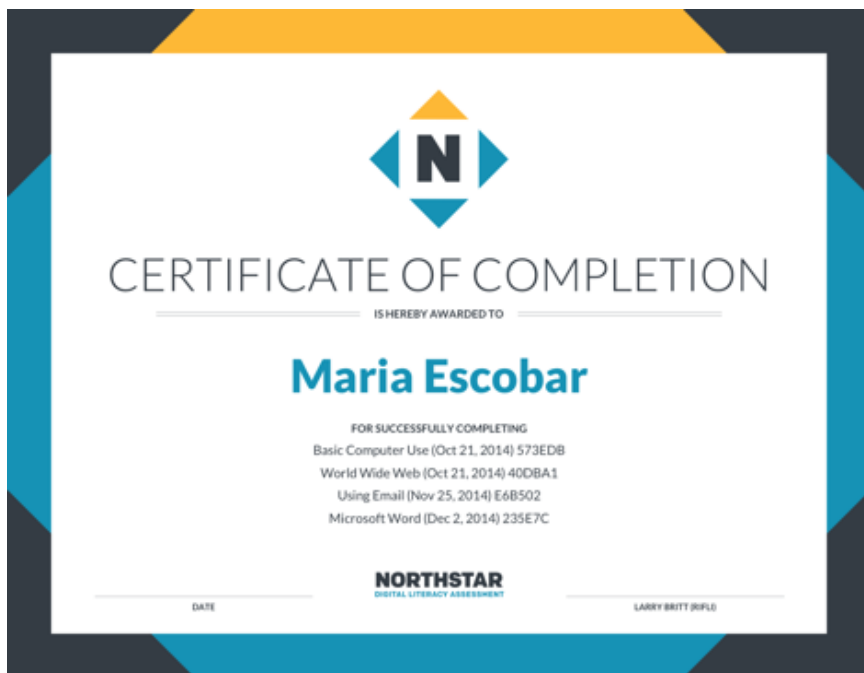 N
CERTIFICATE OF COMPLETION
IS HEREBY AWARDED TO
Maria Escobar
FOR SUCCESSFULLY COMPLETING
Basic Computer Use (Oct 21, 2014) 573EDB
World Wide Web (Oct 21, 2014) 40DBA1
Using Email (Nov 25, 2014) E6B502
Microsoft Word (Dec 2, 2014) 235E7C
NORTHSTAR
DIGITAL LITERACY ASSESSMENT
DATE
LARRY BRITT (RIFLI)